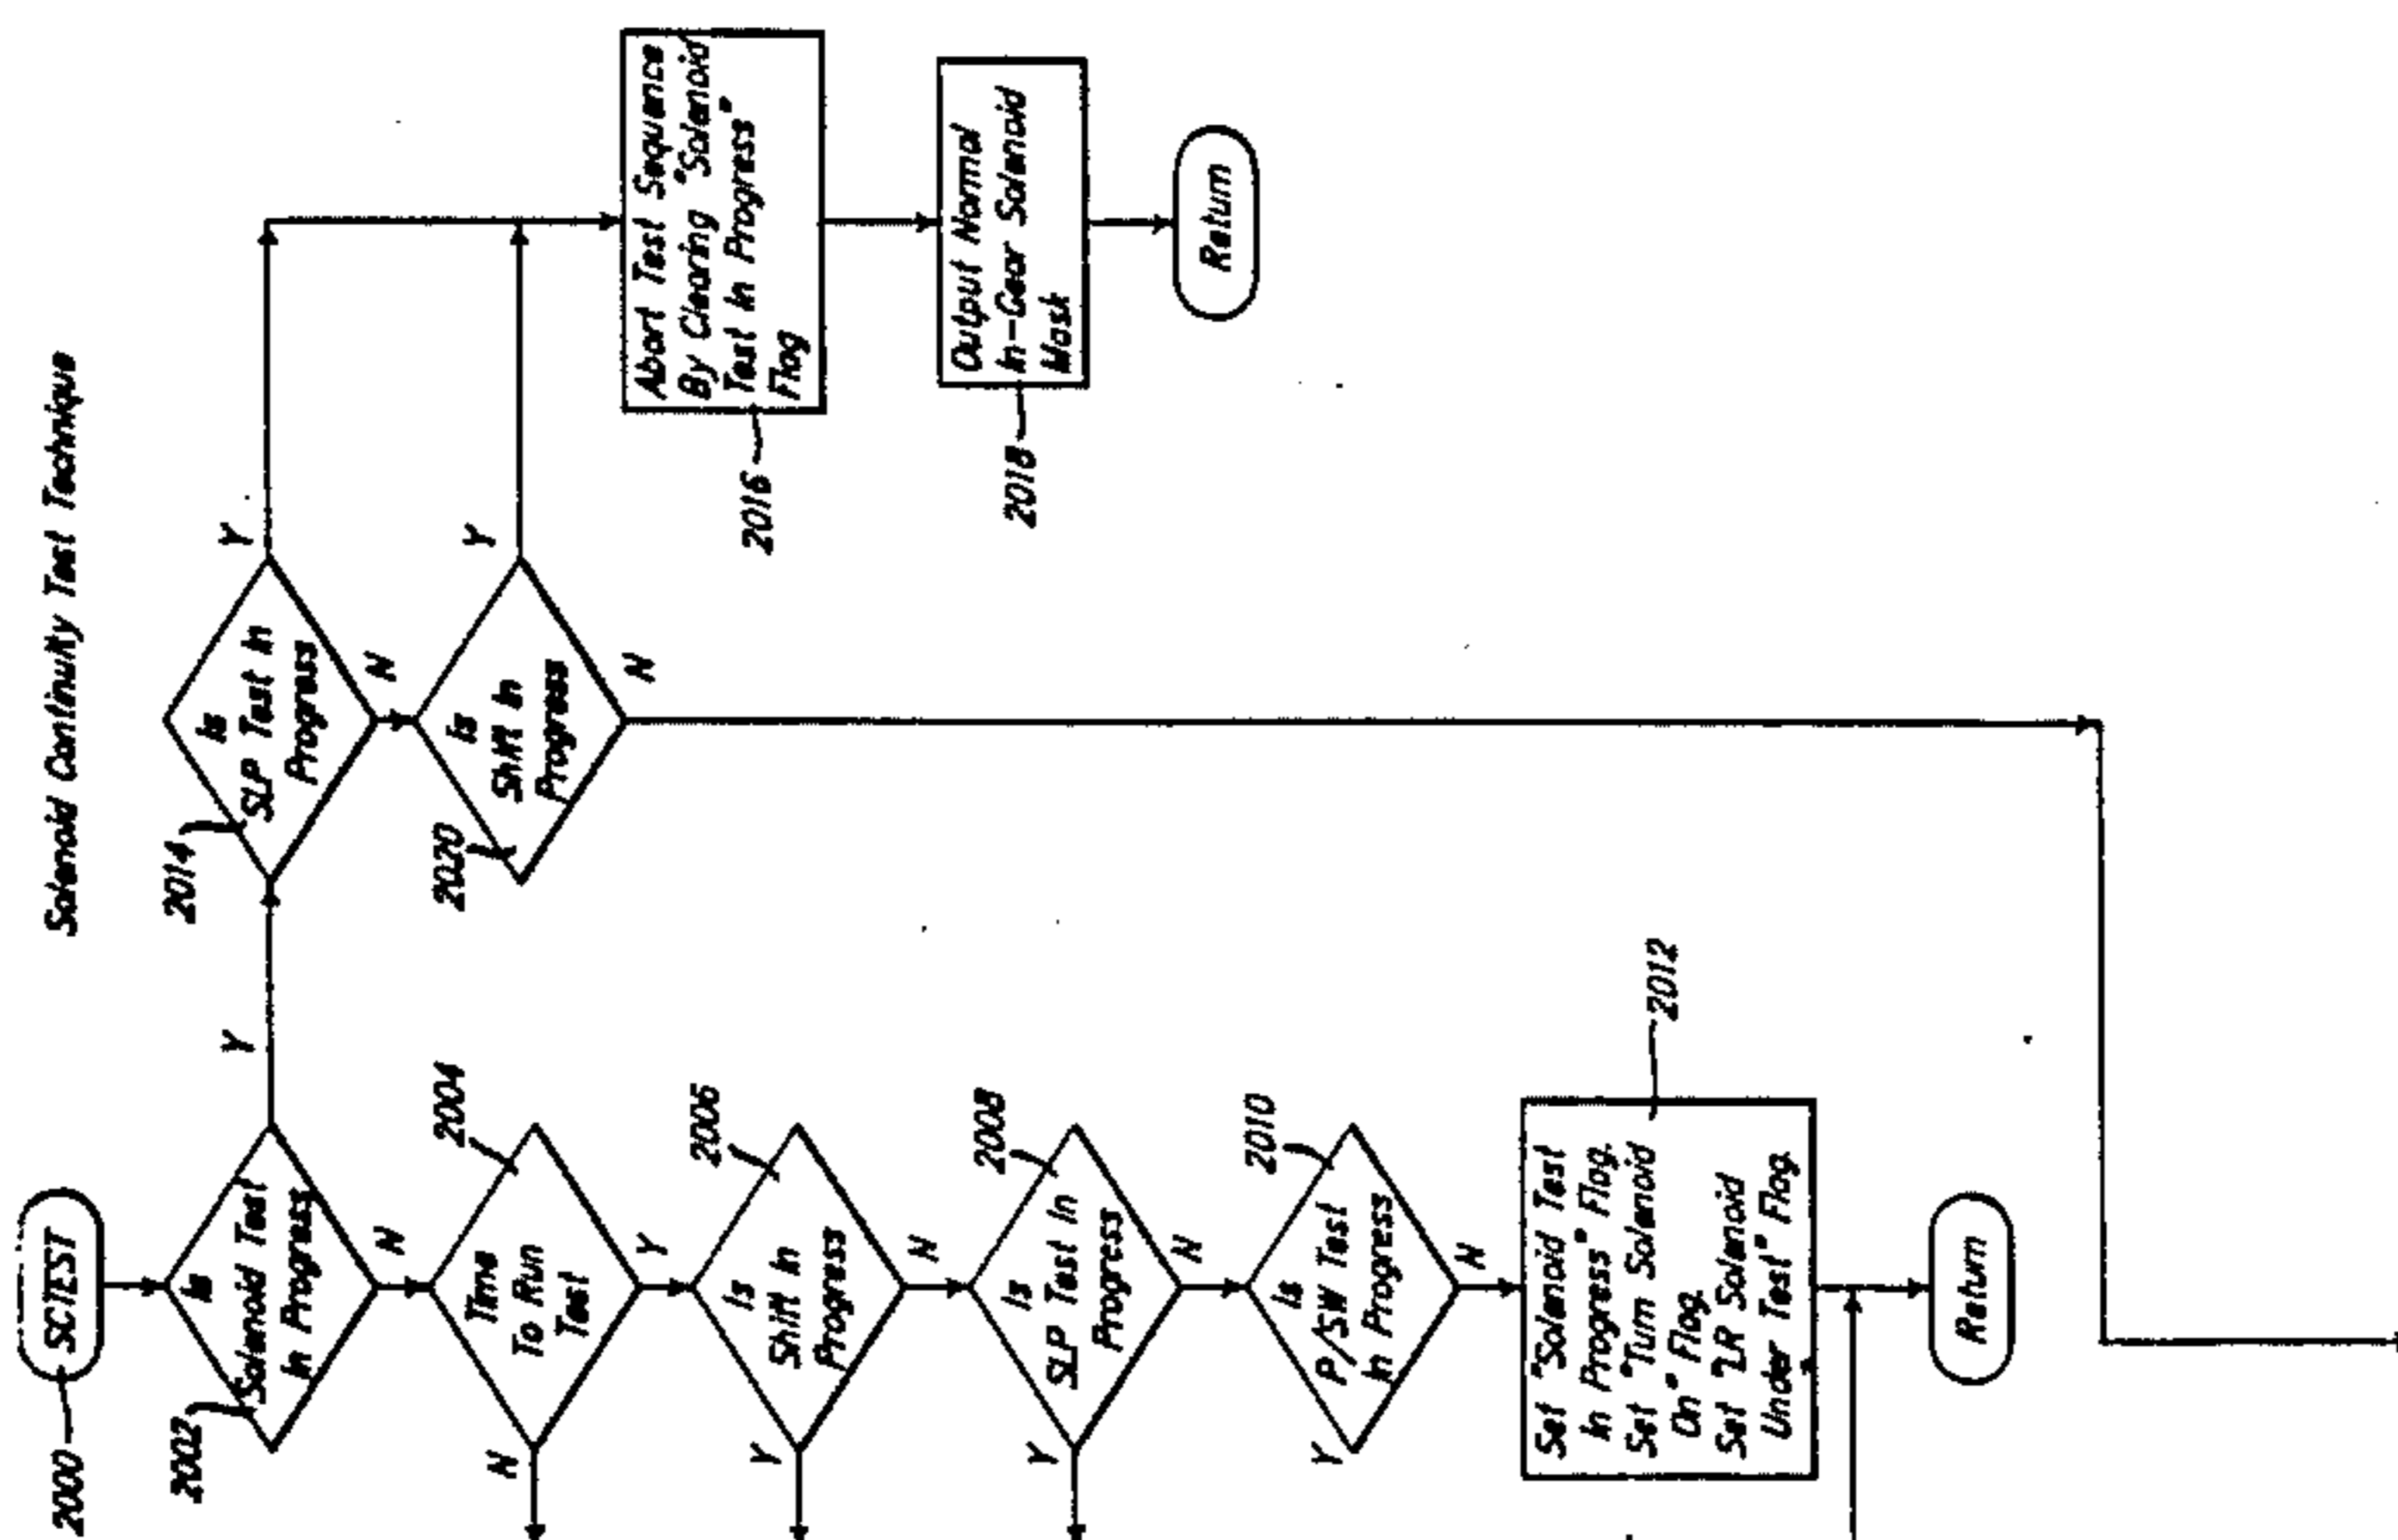 Solenoid Continuity Test Technique
2000
SCTEST
2002
Is
Solenoid Test
In Progress
Y
N
2004
Time
To Run
Test
N
Y
2006
Is
Shift In
Progress
Y
N
2008
Is
SLP Test In
Progress
Y
N
2010
Is
P/SW Test
In Progress
Y
N
2012
Set "Solenoid Test
In Progress" Flag.
Set "Turn Solenoid
On" Flag.
Set "LR Solenoid
Under Test" Flag.
Return
2014
Is
SLP Test In
Progress
Y
N
2020
Is
Shift In
Progress
Y
N
2016
Abort Test Sequence
By Clearing "Solenoid
Test In Progress"
Flag
2018
Output Normal
In-Gear Solenoid
Mask
Return